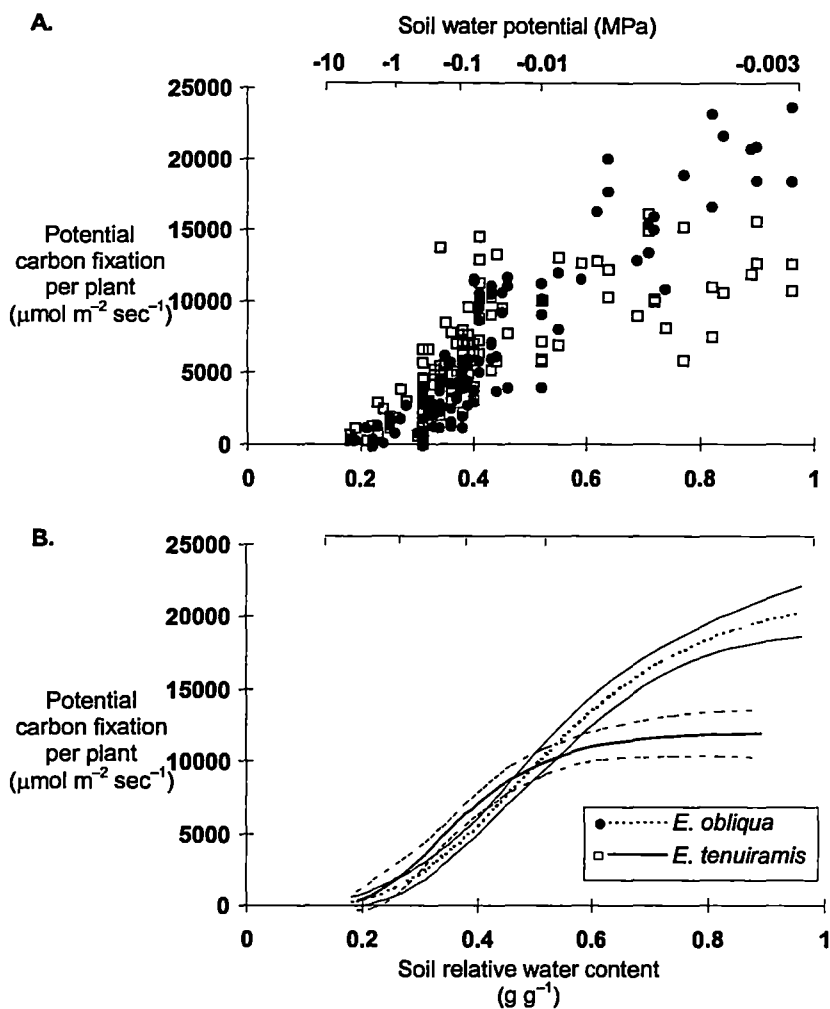 A.
Soil water potential (MPa)
-10 -1 -0.1 -0.01 -0.003
25000
20000
15000
10000
5000
0
Potential
carbon fixation
per plant
(μmol m⁻² sec⁻¹)
0 0.2 0.4 0.6 0.8 1
B.
25000
20000
15000
10000
5000
0
Potential
carbon fixation
per plant
(μmol m⁻² sec⁻¹)
E. obliqua
E. tenuiramis
0 0.2 0.4 0.6 0.8 1
Soil relative water content
(g g⁻¹)